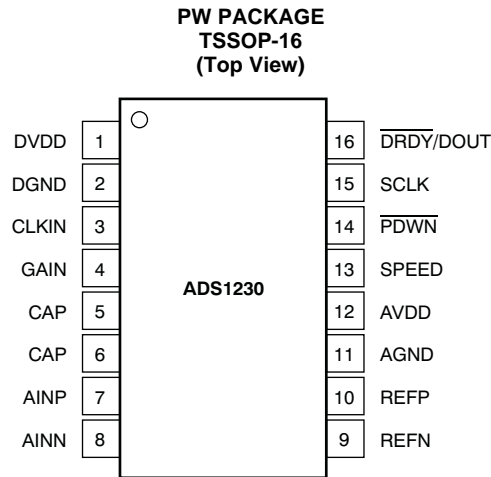 PW PACKAGE
TSSOP-16
(Top View)
DVDD 1 16 DRDY/DOUT
DGND 2 15 SCLK
CLKIN 3 14 PDWN
GAIN 4 13 SPEED
ADS1230
CAP 5 12 AVDD
CAP 6 11 AGND
AINP 7 10 REFP
AINN 8 9 REFN